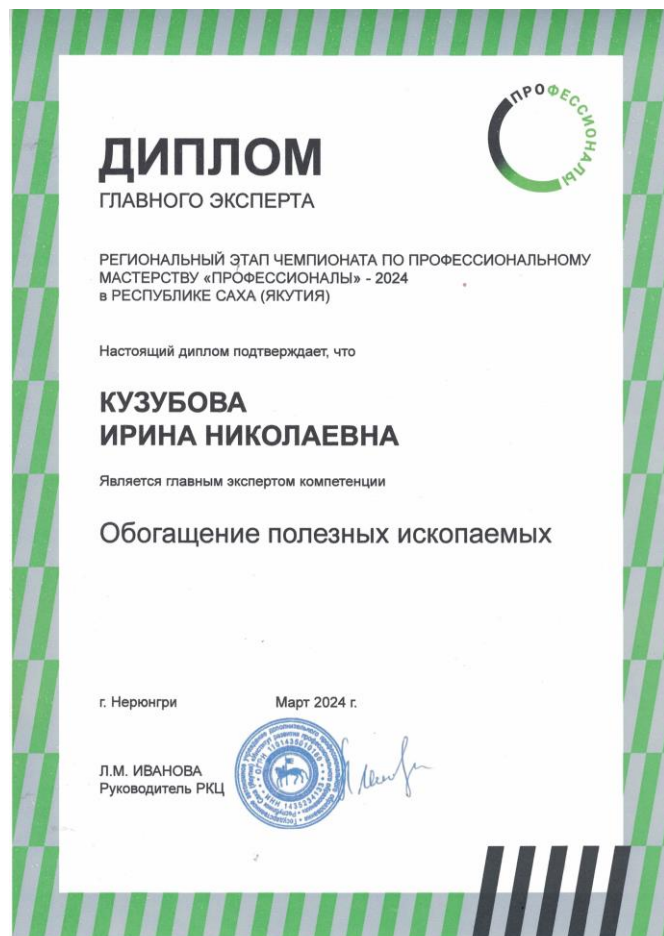 ПРОФЕССИОНАЛЫ
ДИПЛОМ
ГЛАВНОГО ЭКСПЕРТА
РЕГИОНАЛЬНЫЙ ЭТАП ЧЕМПИОНАТА ПО ПРОФЕССИОНАЛЬНОМУ
МАСТЕРСТВУ «ПРОФЕССИОНАЛЫ» - 2024
в РЕСПУБЛИКЕ САХА (ЯКУТИЯ)
Настоящий диплом подтверждает, что
КУЗУБОВА
ИРИНА НИКОЛАЕВНА
Является главным экспертом компетенции
Обогащение полезных ископаемых
г. Нерюнгри Март 2024 г.
Л.М. ИВАНОВА
Руководитель РКЦ